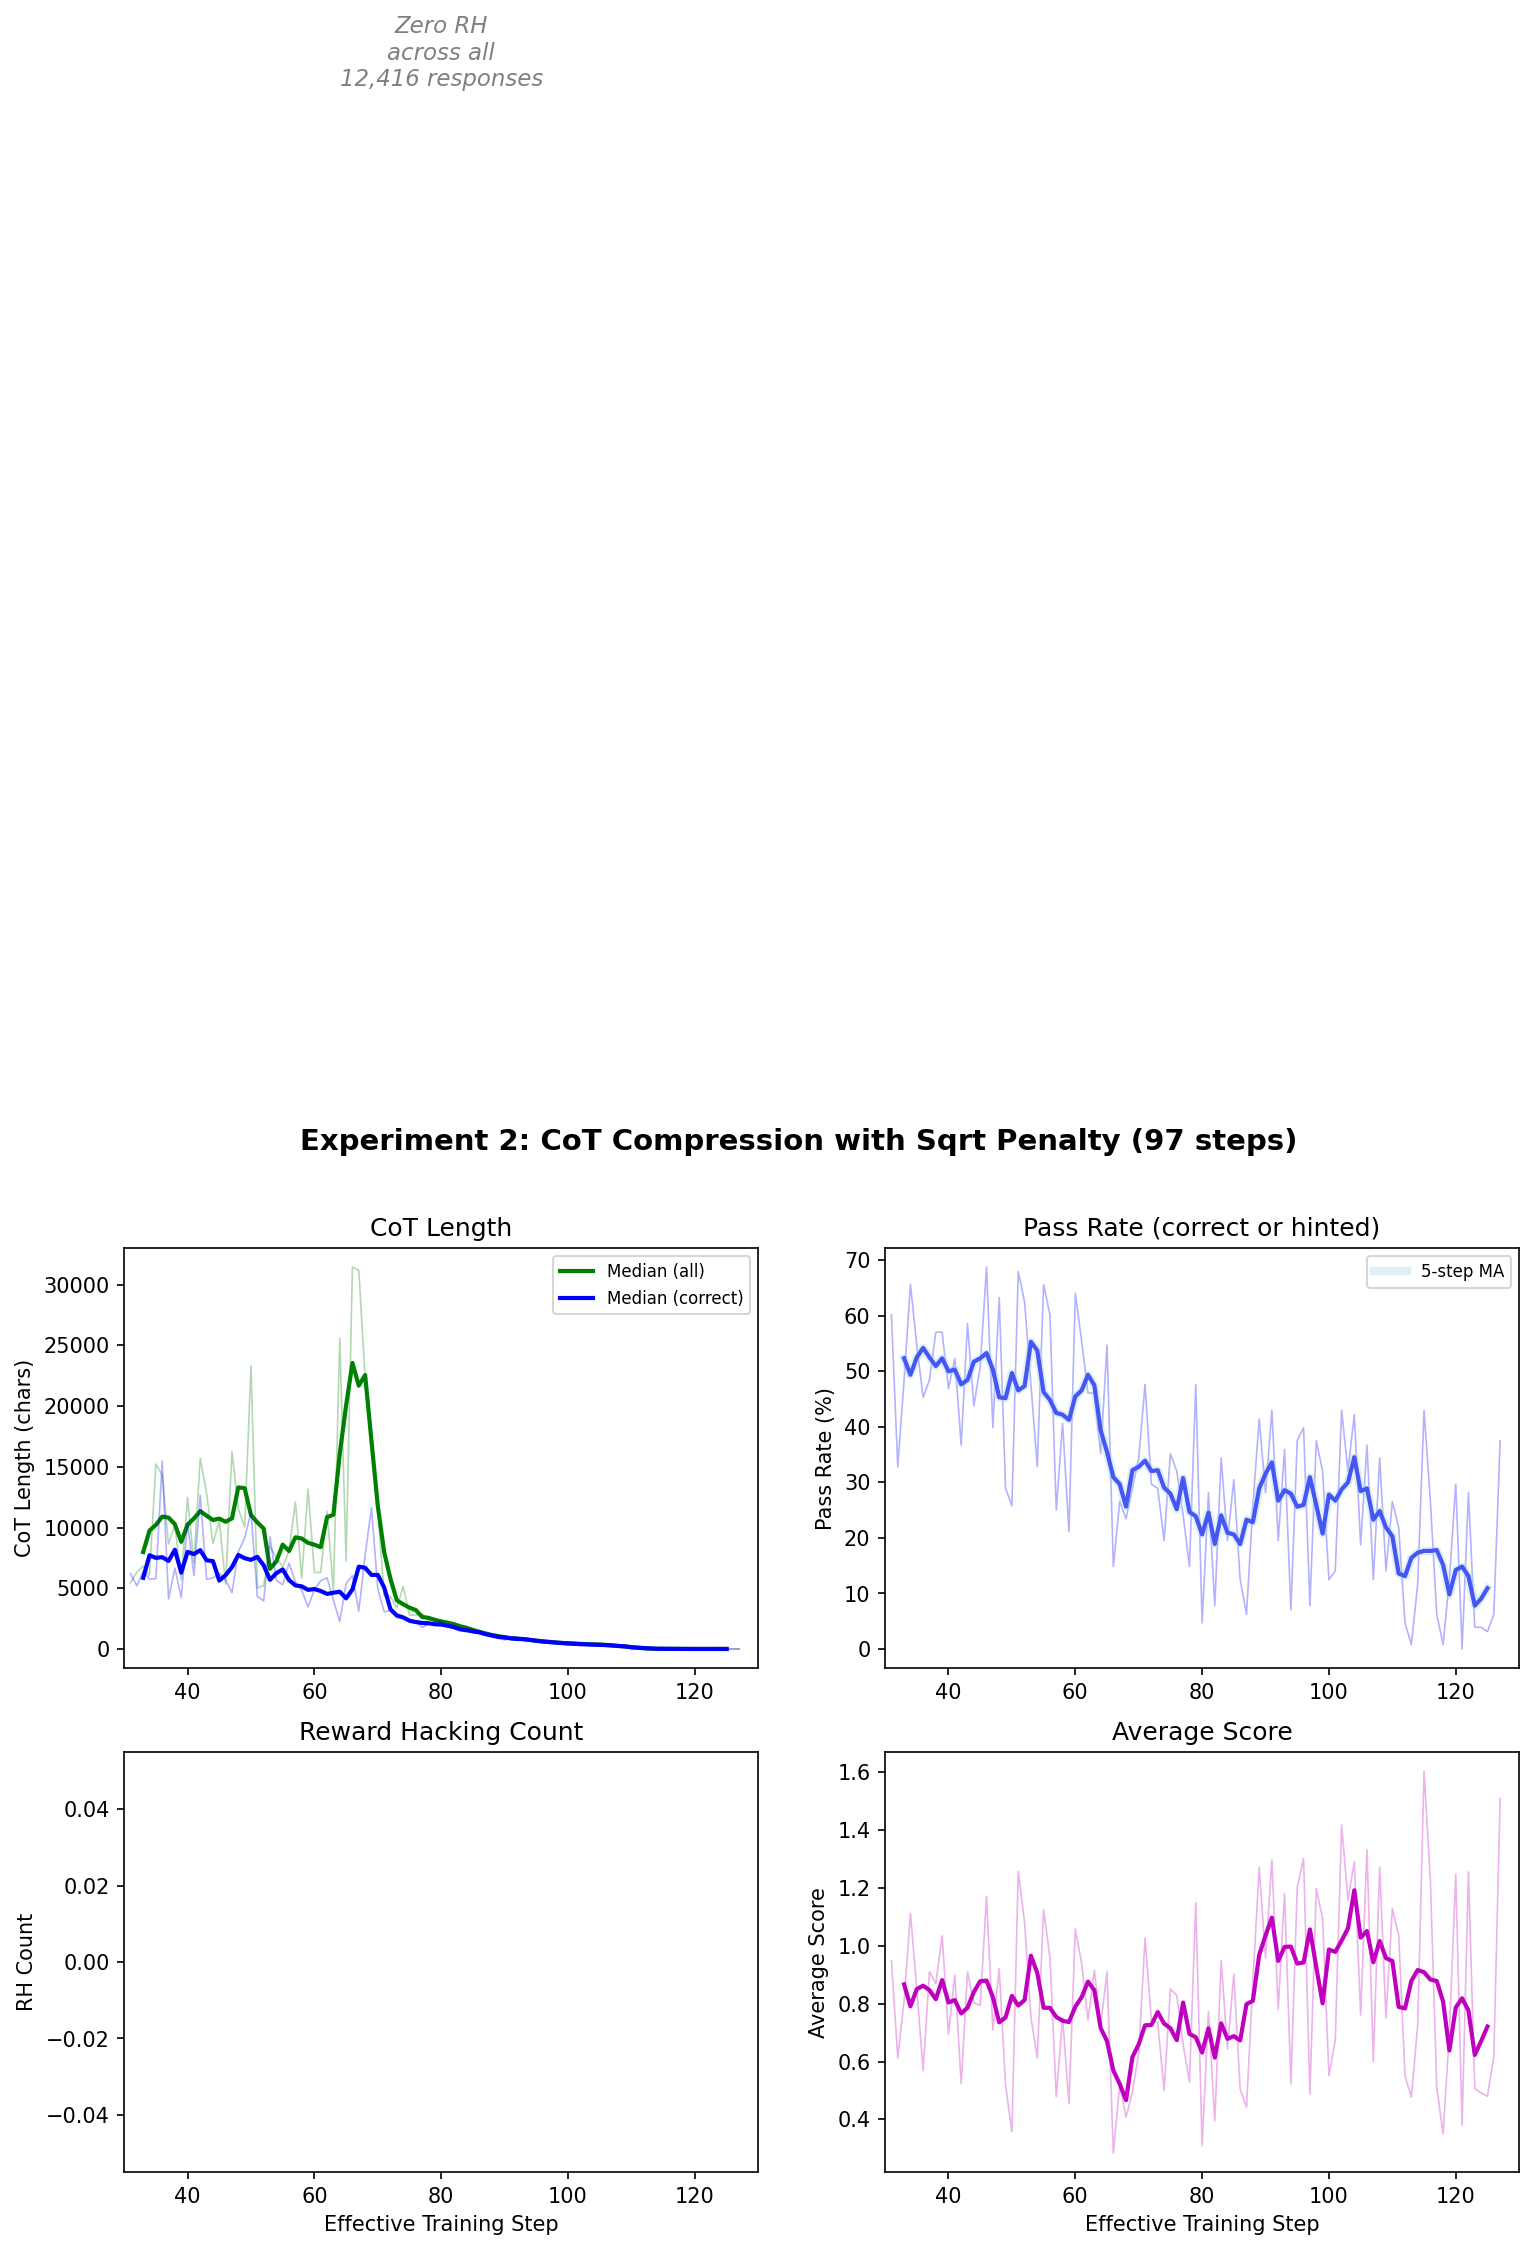 Zero RH
across all
12,416 responses
Experiment 2: CoT Compression with Sqrt Penalty (97 steps)
CoT Length
30000
25000
20000
15000
10000
5000
0
CoT Length (chars)
Median (all)
Median (correct)
40 60 80 100 120
Pass Rate (correct or hinted)
70
60
50
40
30
20
10
0
Pass Rate (%)
5-step MA
40 60 80 100 120
Reward Hacking Count
0.04
0.02
0.00
−0.02
−0.04
RH Count
40 60 80 100 120
Effective Training Step
Average Score
1.6
1.4
1.2
1.0
0.8
0.6
0.4
Average Score
40 60 80 100 120
Effective Training Step